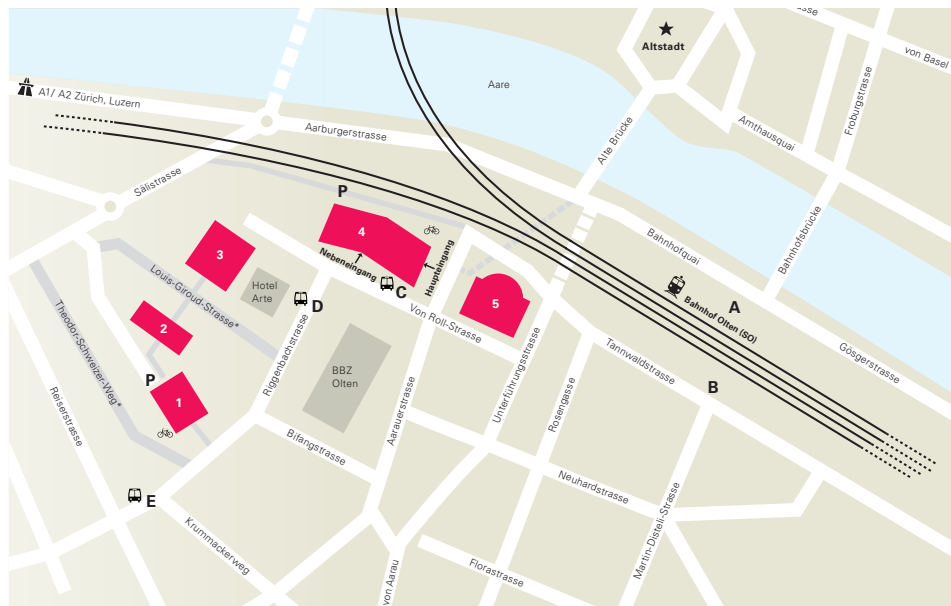 Altstadt
strasse
von Basel
Aare
A1/ A2 Zürich, Luzern
Aarburgerstrasse
Alte Brücke
Amthausquai
Froburgstrasse
Sälistrasse
P
4
Nebeneingang
Haupteingang
3
Hotel
Arte
D
C
5
Von Roll-Strasse
Bahnhofquai
Bahnhofsbrücke
A
Bahnhof Olten (SO)
Gösgerstrasse
Louis-Giroud-Strasse*
2
Theodor-Schweizer-Weg*
P
1
Reiserstrasse
Riggenbachstrasse
BBZ
Olten
Aarauerstrasse
Unterführungsstrasse
Rosengasse
Tannwaldstrasse
B
Bifangstrasse
Neuhardstrasse
Martin-Disteli-Strasse
E
Krummackerweg
von Aarau
Florastrasse